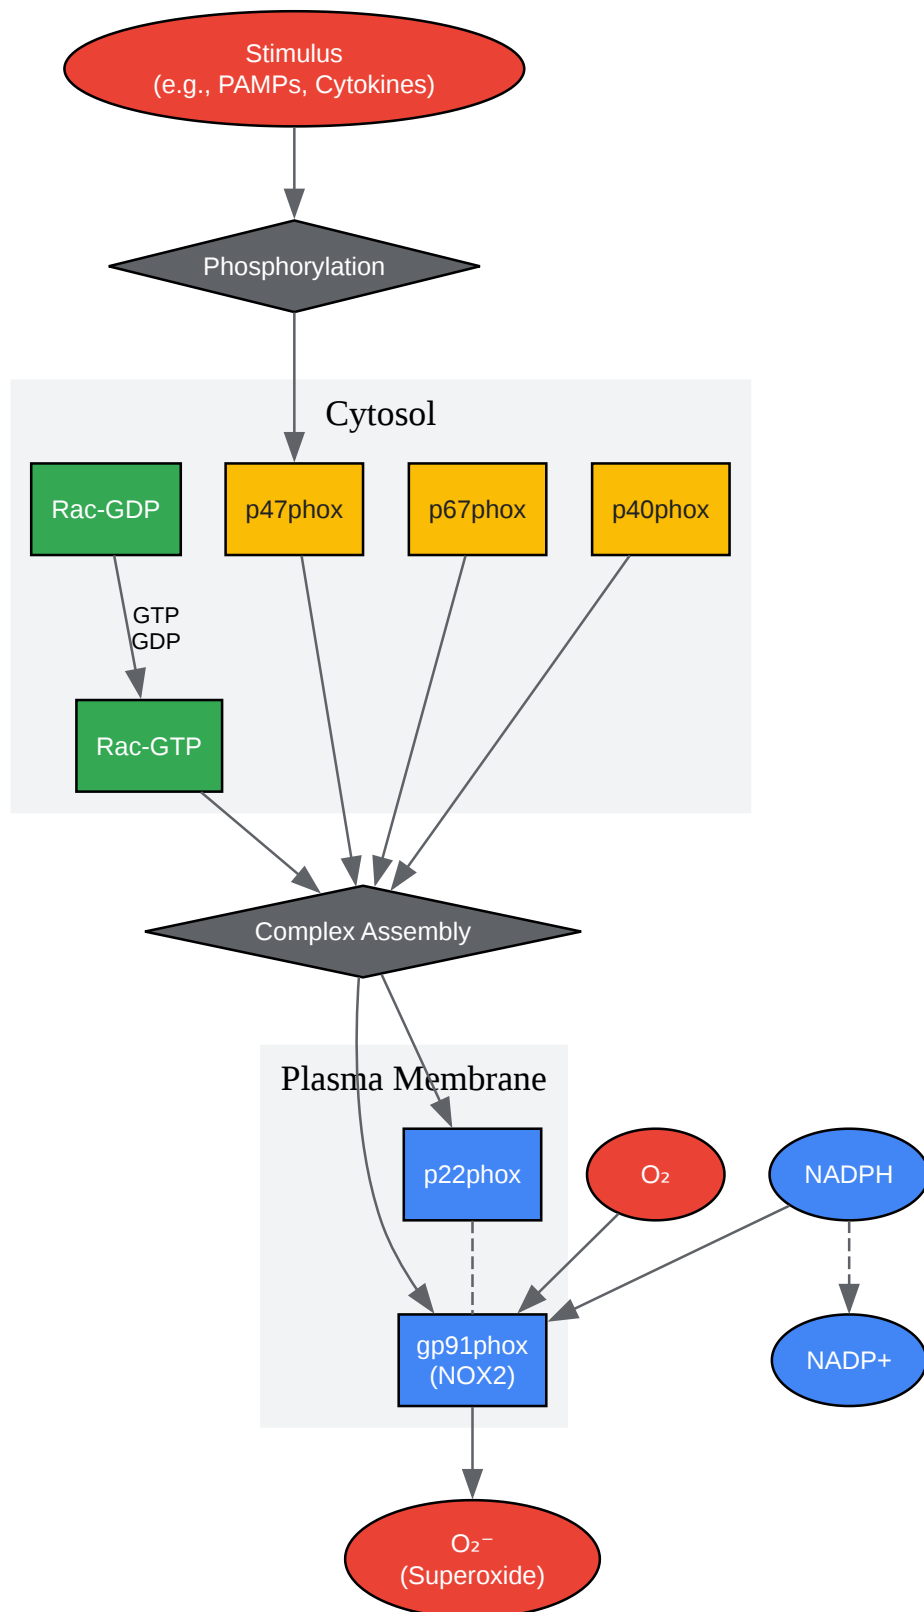 Stimulus
(e.g., PAMPs, Cytokines)
Phosphorylation
Cytosol
Rac-GDP
p47phox
p67phox
p40phox
GTP
GDP
Rac-GTP
Complex Assembly
Plasma Membrane
p22phox
O₂
NADPH
gp91phox
(NOX2)
NADP+
O₂⁻
(Superoxide)